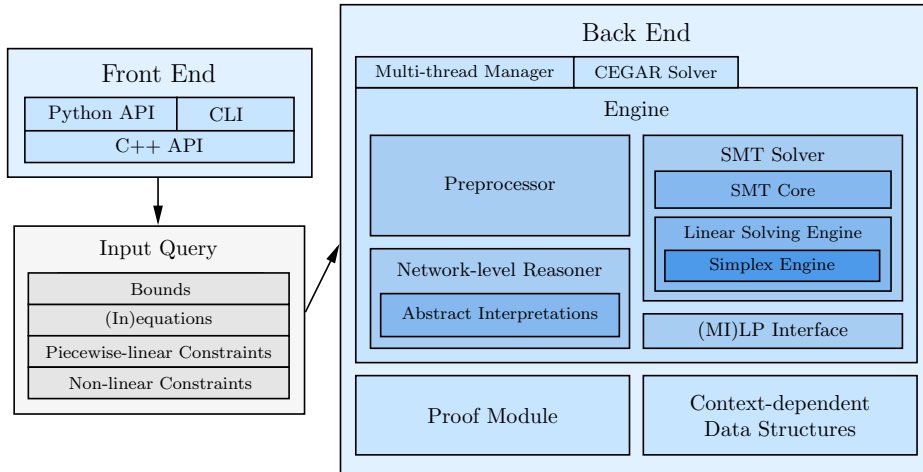 Front End
Python API
CLI
C++ API
Input Query
Bounds
(In)equations
Piecewise-linear Constraints
Non-linear Constraints
Back End
Multi-thread Manager
CEGAR Solver
Engine
Preprocessor
Network-level Reasoner
Abstract Interpretations
SMT Solver
SMT Core
Linear Solving Engine
Simplex Engine
(MI)LP Interface
Proof Module
Context-dependent
Data Structures